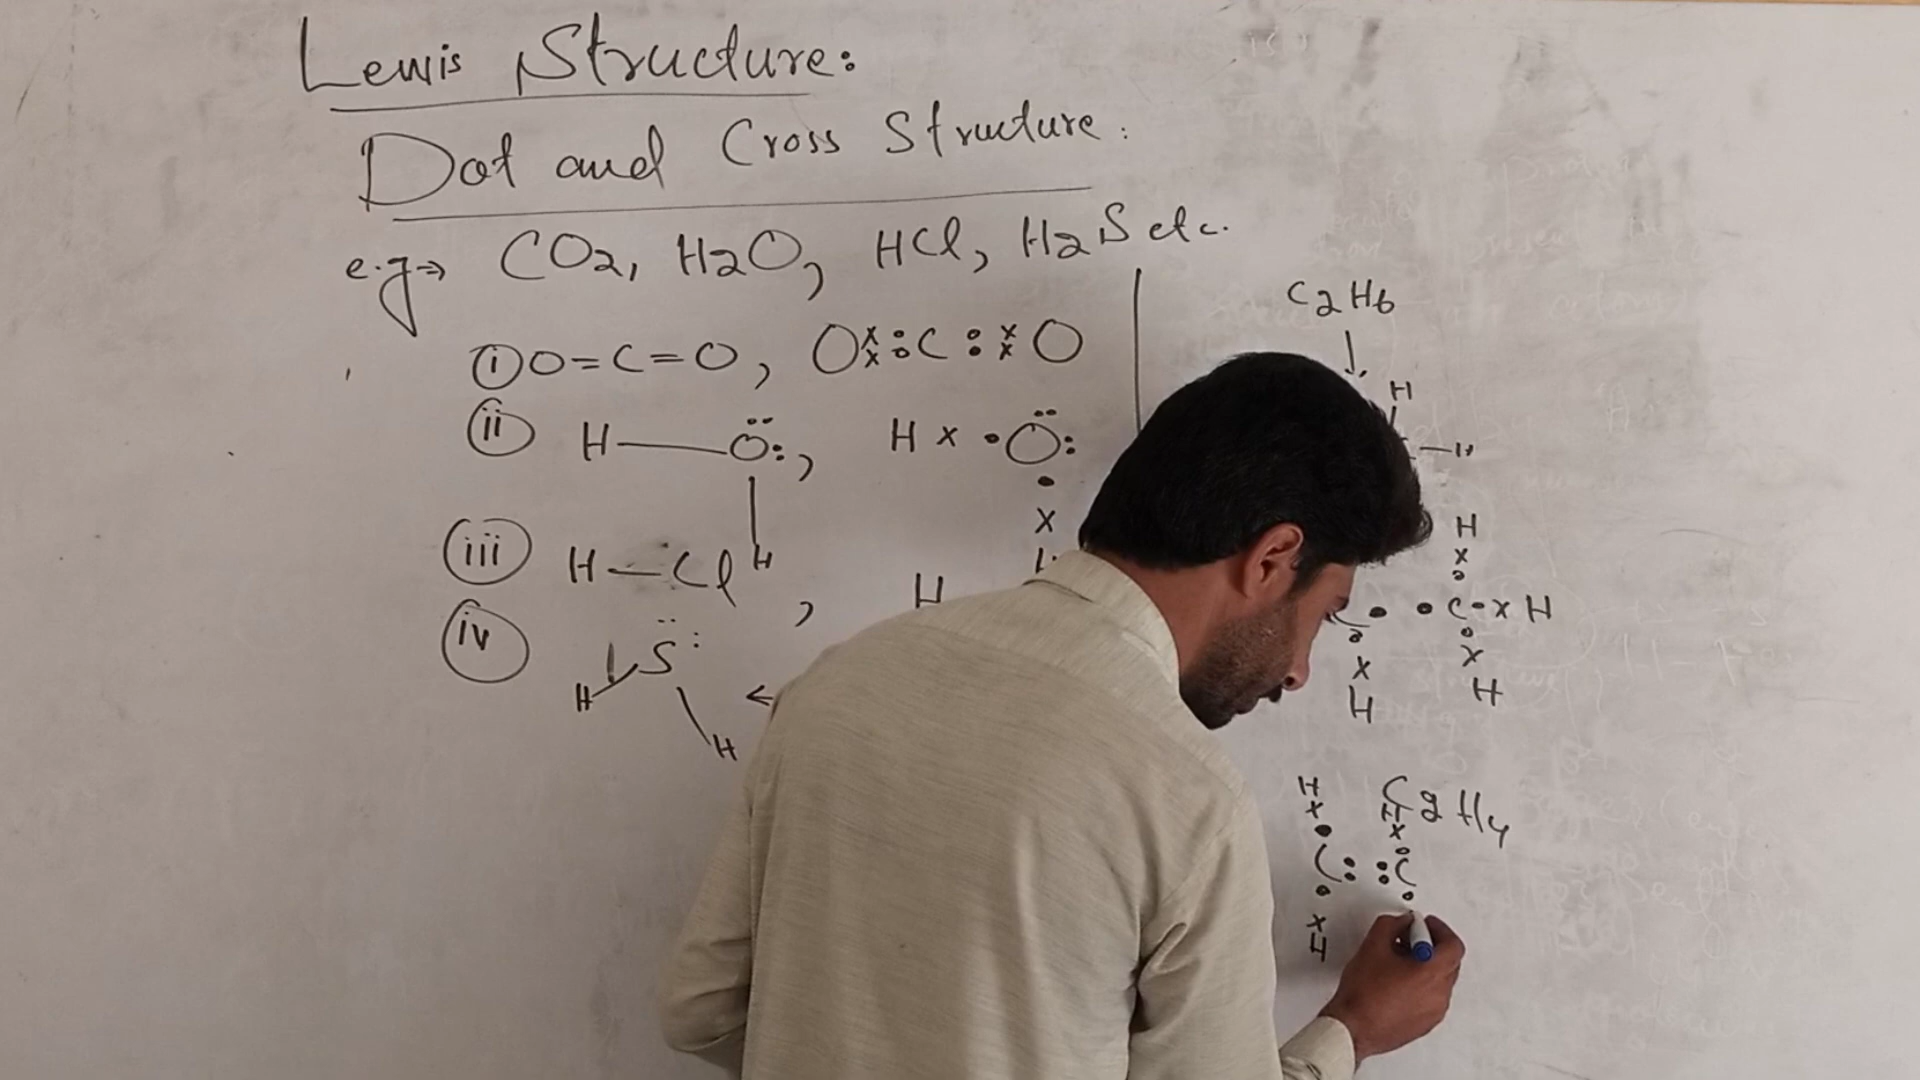 Lewis Structure:
Dot and Cross Structure:
e.g→ CO2, H2O, HCl, H2S etc.
(i) O=C=O, O×× : C : ××O
(ii) H—Ö:, H × • Ö:
H
•
×
(iii) H—Cl, H
(iv) S̈:
H
H
←
C2H6
↓
H
—H
H
×
•
C • • C • × H
• •
× ×
H H
C2H4
H H
× ×
• •
C : : C
• •
×
H